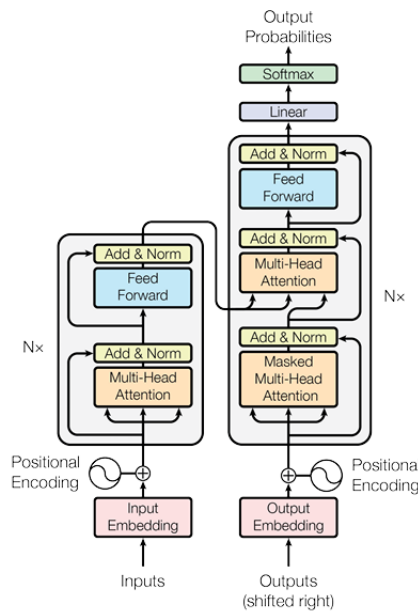 Output
Probabilities
Softmax
Linear
Add & Norm
Feed
Forward
Add & Norm
Multi-Head
Attention
Add & Norm
Masked
Multi-Head
Attention
N×
Add & Norm
Feed
Forward
Add & Norm
Multi-Head
Attention
N×
Positional
Encoding
Input
Embedding
Inputs
Positional
Encoding
Output
Embedding
Outputs
(shifted right)